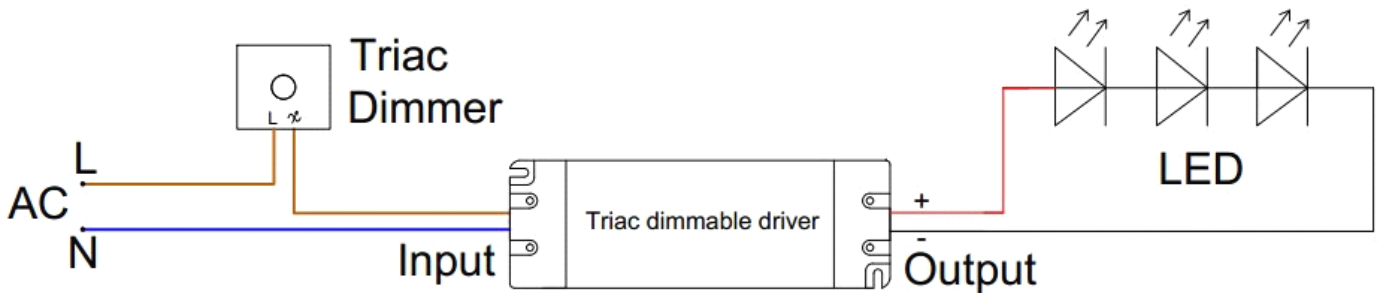 Triac
Dimmer
L
L
AC
N
Input
Triac dimmable driver
+
-
Output
LED